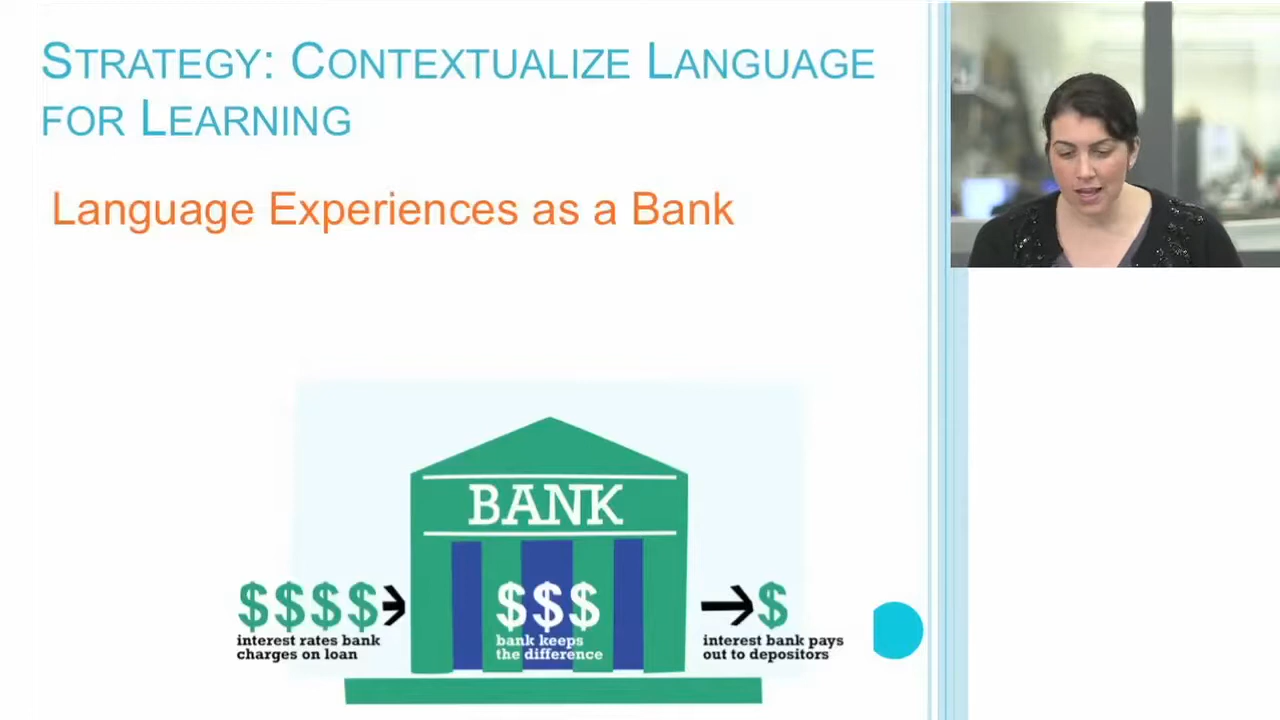 STRATEGY: CONTEXTUALIZE LANGUAGE
FOR LEARNING
Language Experiences as a Bank
BANK
$$$$
interest rates bank
charges on loan
$$$
bank keeps
the difference
$
interest bank pays
out to depositors